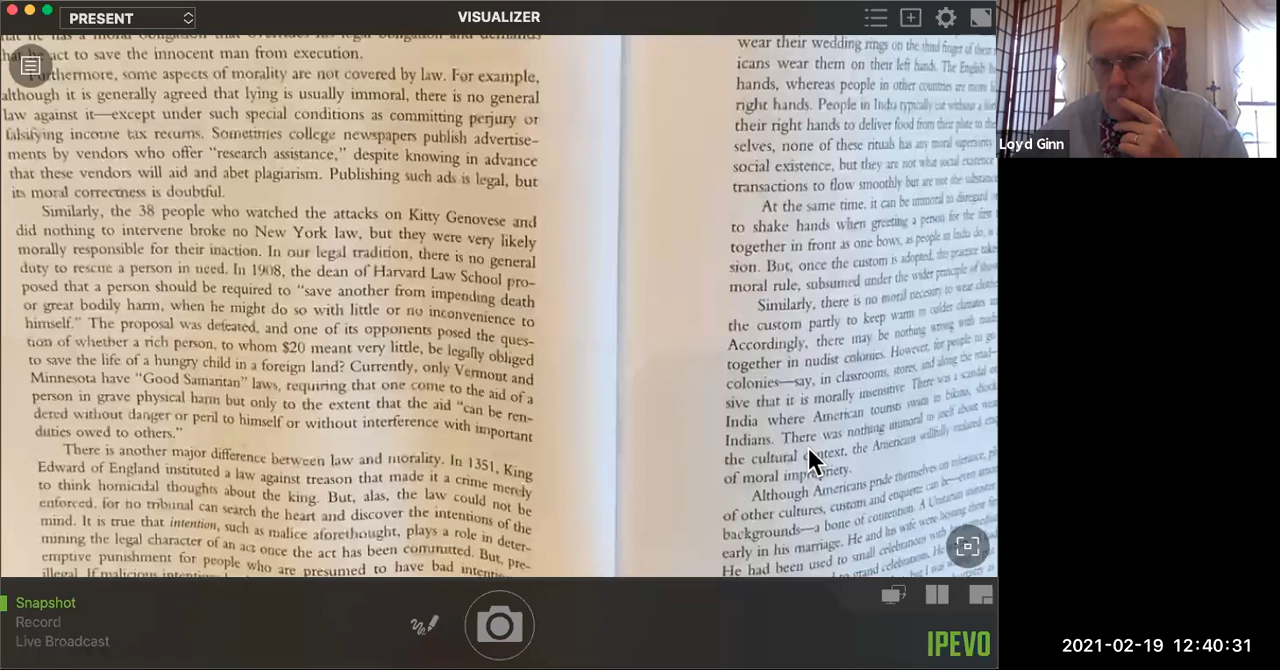 PRESENT
VISUALIZER
that he has a moral obligation that overrides his legal obligation and demands
that he act to save the innocent man from execution.
Furthermore, some aspects of morality are not covered by law. For example,
although it is generally agreed that lying is usually immoral, there is no general
law against it—except under such special conditions as committing perjury or
falsifying income tax returns. Sometimes college newspapers publish advertise-
ments by vendors who offer "research assistance," despite knowing in advance
that these vendors will aid and abet plagiarism. Publishing such ads is legal, but
its moral correctness is doubtful.
Similarly, the 38 people who watched the attacks on Kitty Genovese and
did nothing to intervene broke no New York law, but they were very likely
morally responsible for their inaction. In our legal tradition, there is no general
duty to rescue a person in need. In 1908, the dean of Harvard Law School pro-
posed that a person should be required to "save another from impending death
or great bodily harm, when he might do so with little or no inconvenience to
himself." The proposal was defeated, and one of its opponents posed the ques-
tion of whether a rich person, to whom $20 meant very little, be legally obliged
to save the life of a hungry child in a foreign land? Currently, only Vermont and
Minnesota have "Good Samaritan" laws, requiring that one come to the aid of a
person in grave physical harm but only to the extent that the aid "can be ren-
dered without danger or peril to himself or without interference with important
duties owed to others."
There is another major difference between law and morality. In 1351, King
Edward of England instituted a law against treason that made it a crime merely
to think homicidal thoughts about the king. But, alas, the law could not be
enforced, for no tribunal can search the heart and discover the intentions of the
mind. It is true that intention, such as malice aforethought, plays a role in deter-
mining the legal character of an act once the act has been committed. But, pre-
emptive punishment for people who are presumed to have bad intentions
illegal. If malicious
wear their wedding rings on the third finger of their
icans wear them on their left hands. The English
hands, whereas people in other countries are more
right hands. People in India typically eat without a
their right hands to deliver food from their plate to
selves, none of these rituals has any moral superiority
social existence, but they are not what social existence
transactions to flow smoothly but are not the substance
At the same time, it can be immoral to disregard
to shake hands when greeting a person for the first
together in front as one bows, as people in India do, is
sion. But, once the custom is adopted, the practice takes
moral rule, subsumed under the wider principle of
Similarly, there is no moral necessity to wear clothes
the custom partly to keep warm in colder climates
Accordingly, there may be nothing wrong with
together in nudist colonies. However, for people to go
colonies—say, in classrooms, stores, and along the road—
sive that it is morally insensitive. There was a scandal
India where American tourists swam in bikinis,
Indians. There was nothing immoral in itself about
the cultural context, the Americans willfully violated
of moral impropriety.
Although Americans pride themselves on tolerance,
of other cultures, custom and etiquette can be—even
backgrounds—a bone of contention. A Unitarian minister
early in his marriage. He and his wife were hosting
He had been used to small celebrations with
to grand celebrations.
Loyd Ginn
Snapshot
Record
Live Broadcast
IPEVO
2021-02-19 12:40:31